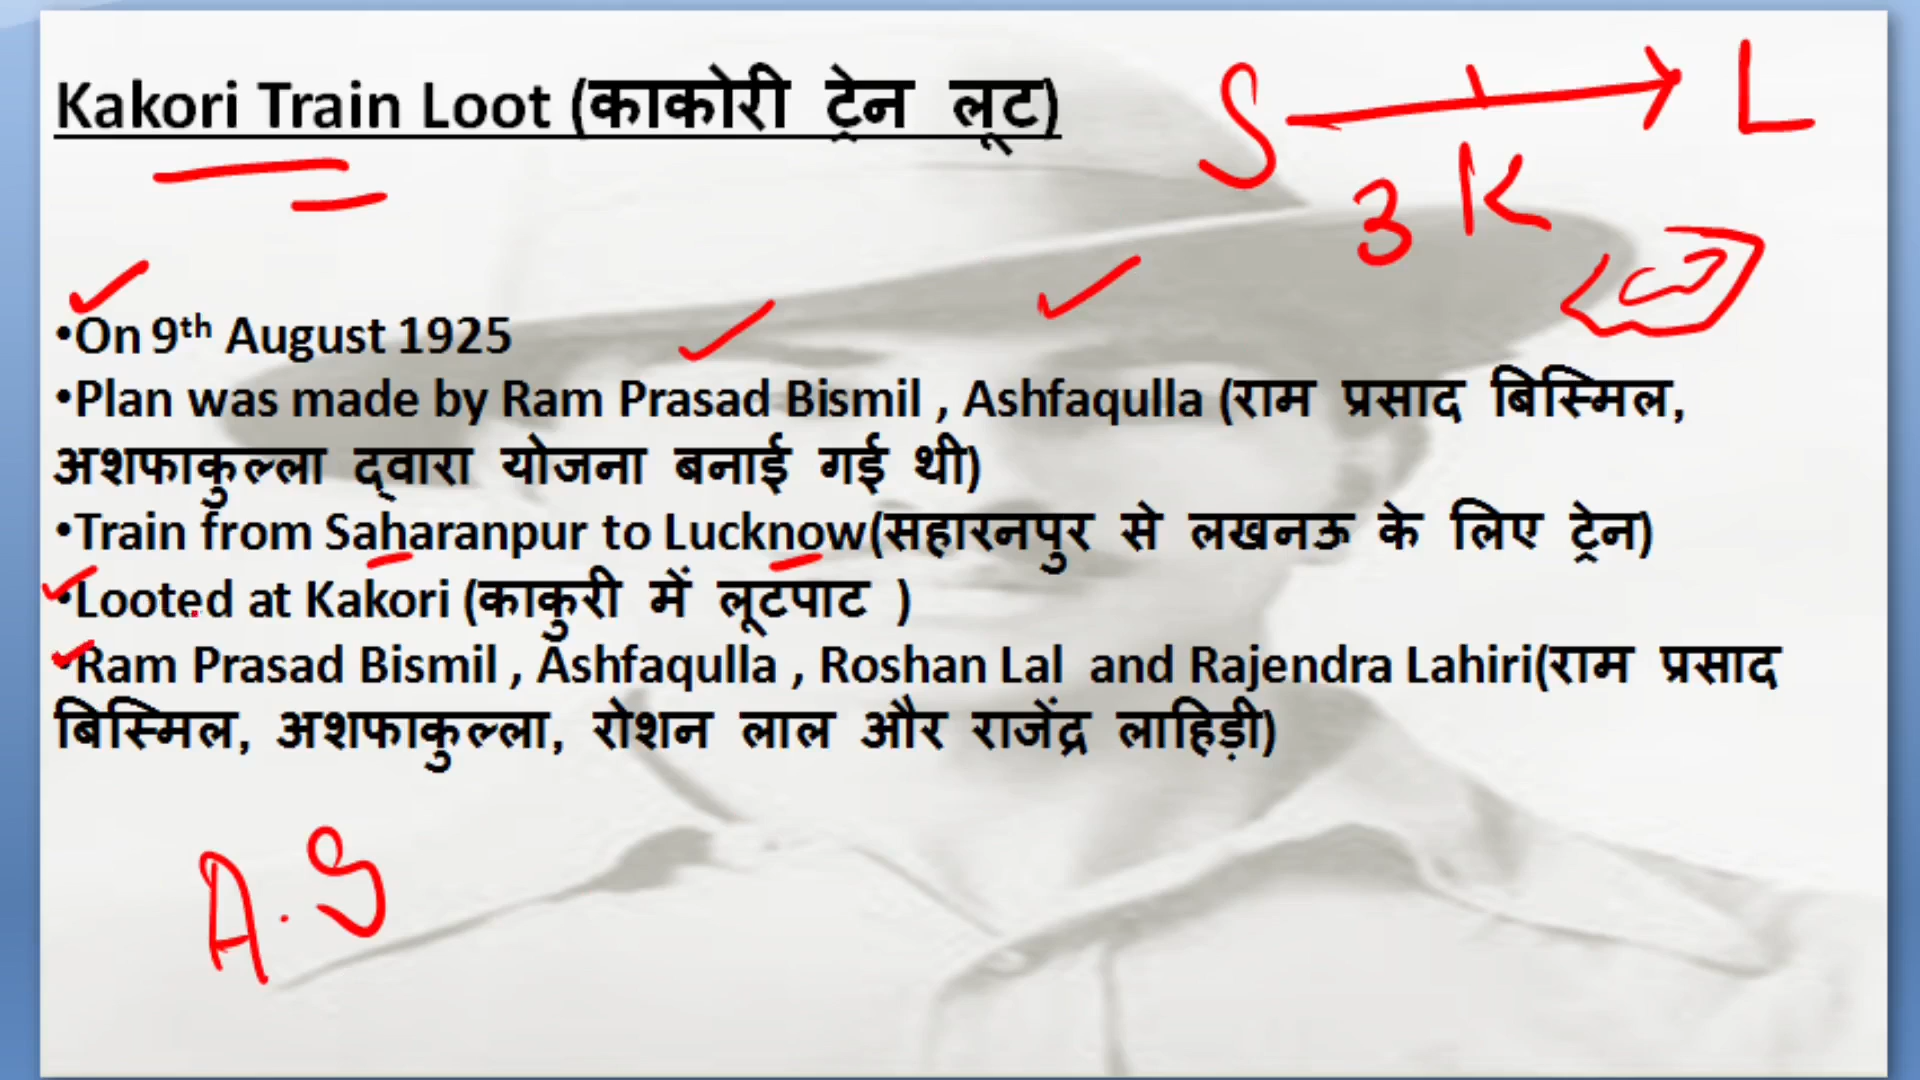 Kakori Train Loot (काकोरी ट्रेन लूट)
S → L
3 K
•On 9th August 1925
•Plan was made by Ram Prasad Bismil , Ashfaqulla (राम प्रसाद बिस्मिल,
अशफाकुल्ला द्वारा योजना बनाई गई थी)
•Train from Saharanpur to Lucknow(सहारनपुर से लखनऊ के लिए ट्रेन)
•Looted at Kakori (काकुरी में लूटपाट )
•Ram Prasad Bismil , Ashfaqulla , Roshan Lal and Rajendra Lahiri(राम प्रसाद
बिस्मिल, अशफाकुल्ला, रोशन लाल और राजेंद्र लाहिड़ी)
A.S